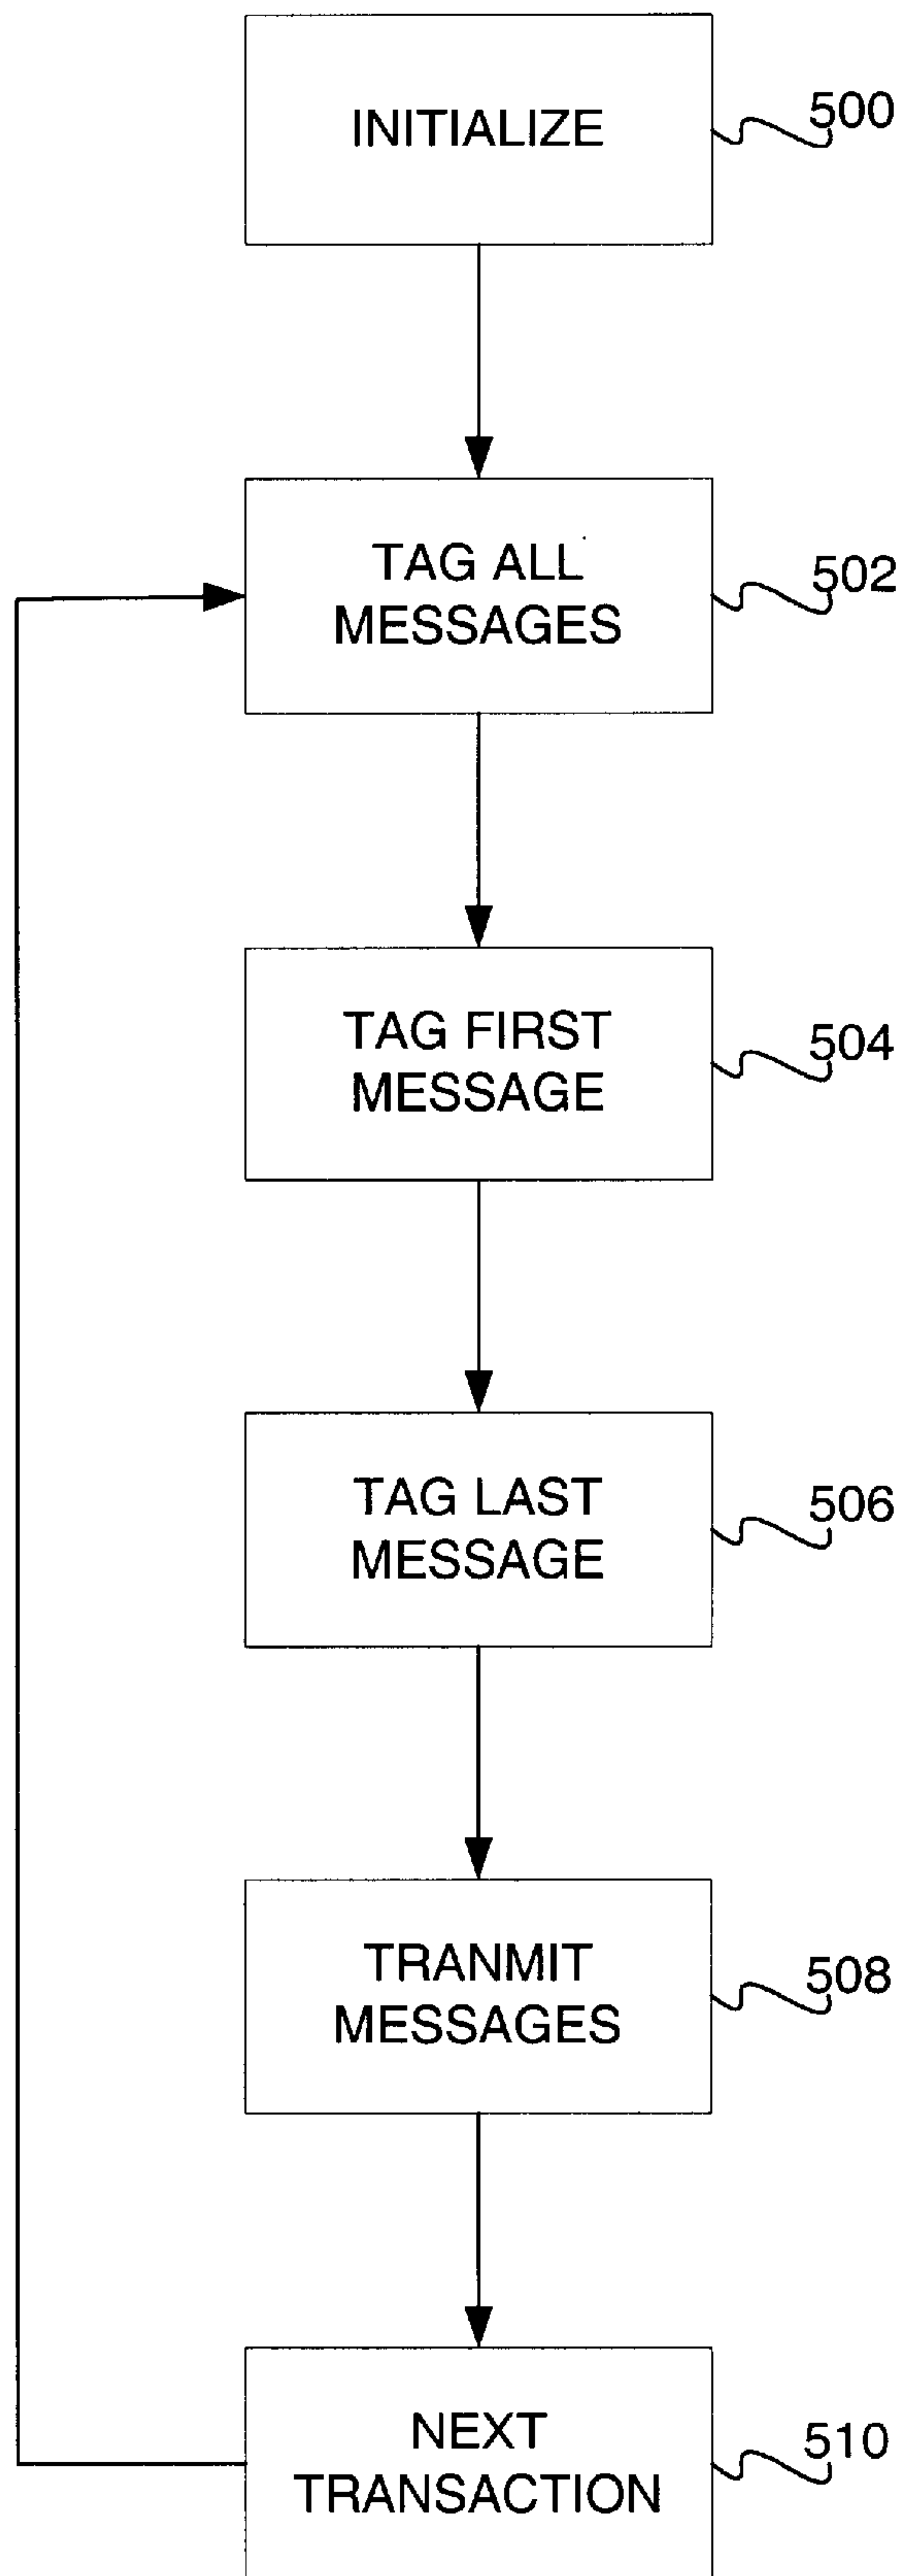 INITIALIZE
500
TAG ALL
MESSAGES
502
TAG FIRST
MESSAGE
504
TAG LAST
MESSAGE
506
TRANMIT
MESSAGES
508
NEXT
TRANSACTION
510